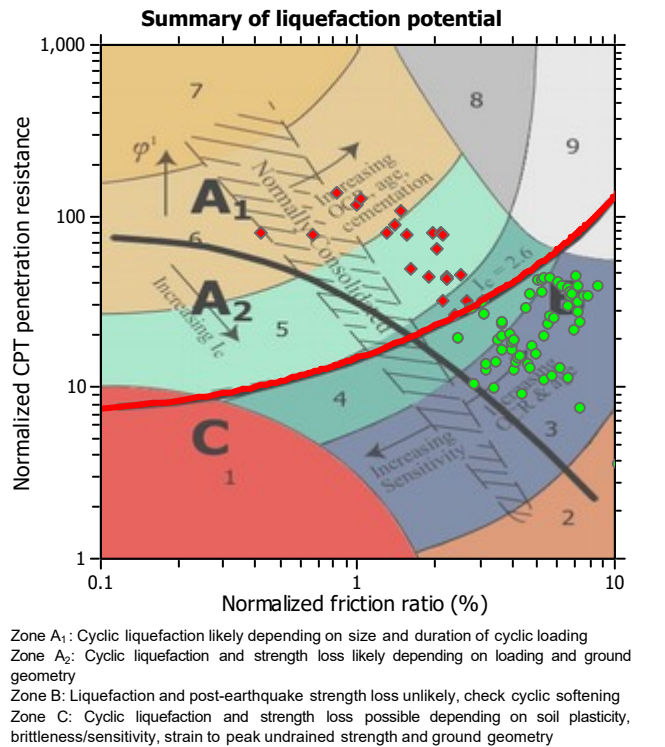 Summary of liquefaction potential
1,000
7
8
9
φ'
Increasing
OCR, age,
cementation
A1
Normally Consolidated
100
6
Ic = 2.6
A2
Increasing Ic
5
B
10
4
Increasing
OCR & age
C
Increasing
Sensitivity
3
1
2
1
0.1
1
10
Normalized CPT penetration resistance
Normalized friction ratio (%)
Zone A1: Cyclic liquefaction likely depending on size and duration of cyclic loading
Zone A2: Cyclic liquefaction and strength loss likely depending on loading and ground
geometry
Zone B: Liquefaction and post-earthquake strength loss unlikely, check cyclic softening
Zone C: Cyclic liquefaction and strength loss possible depending on soil plasticity,
brittleness/sensitivity, strain to peak undrained strength and ground geometry